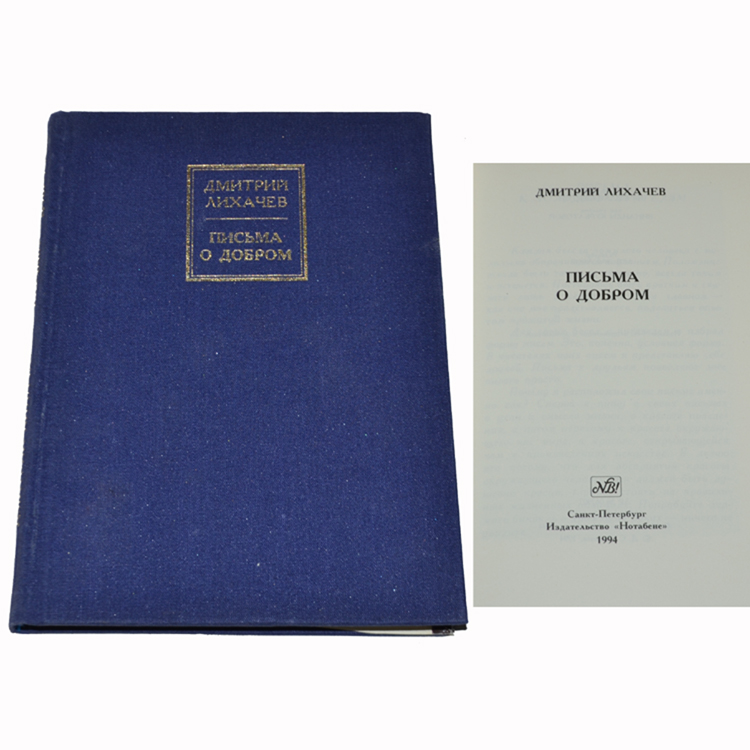 ДМИТРИЙ
ЛИХАЧЕВ
ПИСЬМА
О ДОБРОМ
ДМИТРИЙ ЛИХАЧЕВ
ПИСЬМА
О ДОБРОМ
NB!
Санкт-Петербург
Издательство «Нотабене»
1994